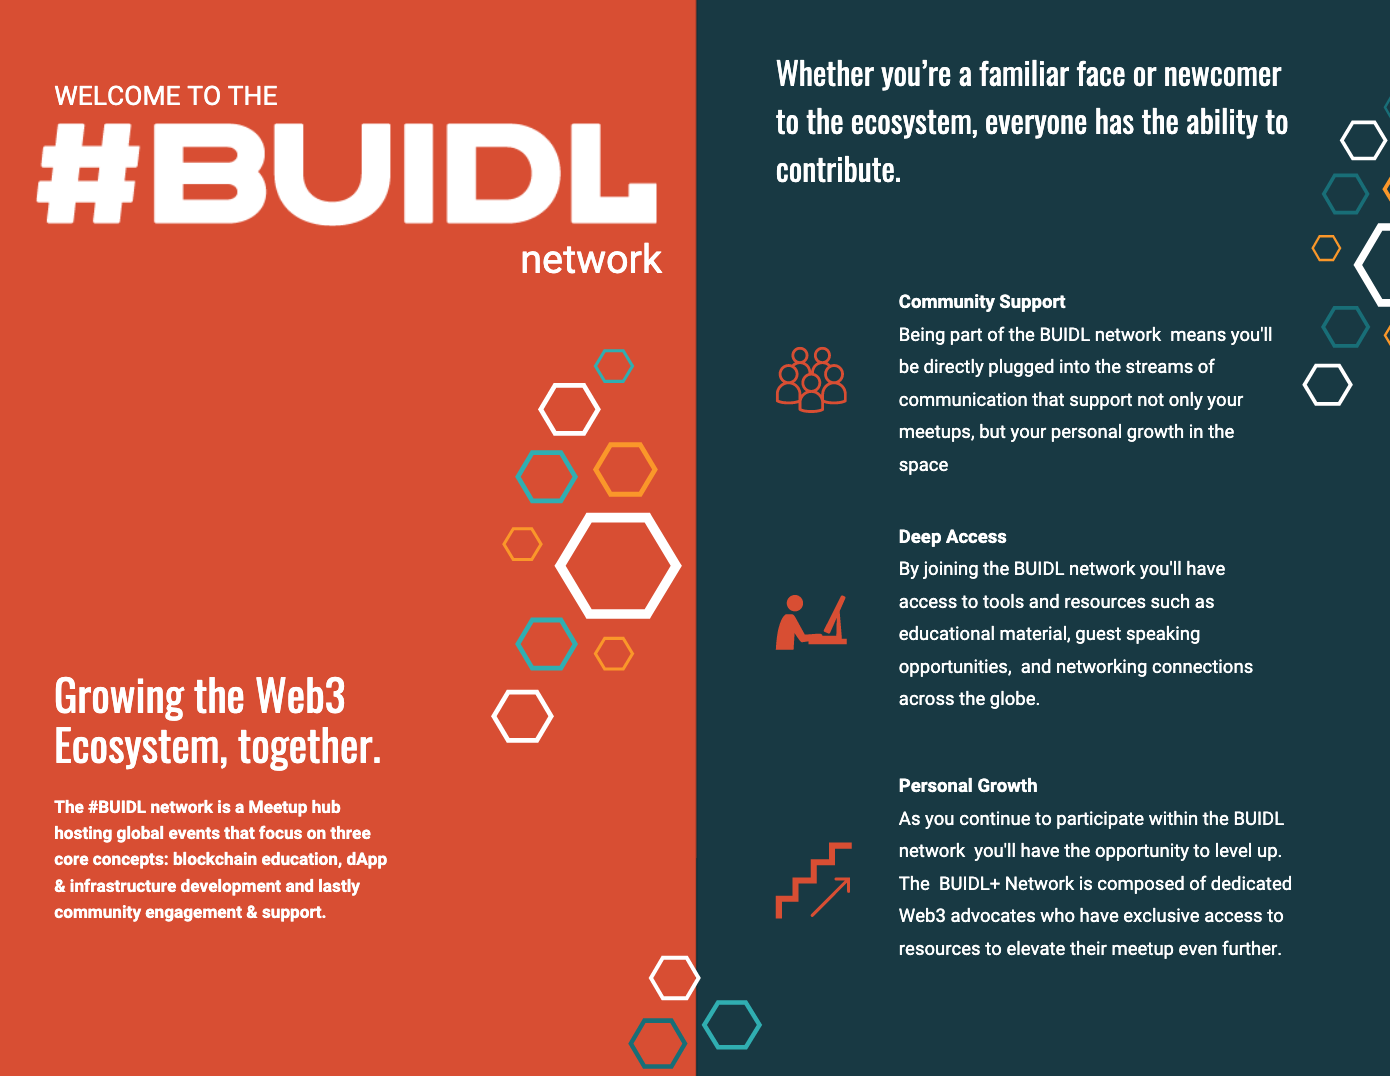 WELCOME TO THE
#BUIDL
network
Growing the Web3
Ecosystem, together.
The #BUIDL network is a Meetup hub
hosting global events that focus on three
core concepts: blockchain education, dApp
& infrastructure development and lastly
community engagement & support.
Whether you’re a familiar face or newcomer
to the ecosystem, everyone has the ability to
contribute.
Community Support
Being part of the BUIDL network  means you'll
be directly plugged into the streams of
communication that support not only your
meetups, but your personal growth in the
space
Deep Access
By joining the BUIDL network you'll have
access to tools and resources such as
educational material, guest speaking
opportunities,  and networking connections
across the globe.
Personal Growth
As you continue to participate within the BUIDL
network  you'll have the opportunity to level up.
The  BUIDL+ Network is composed of dedicated
Web3 advocates who have exclusive access to
resources to elevate their meetup even further.